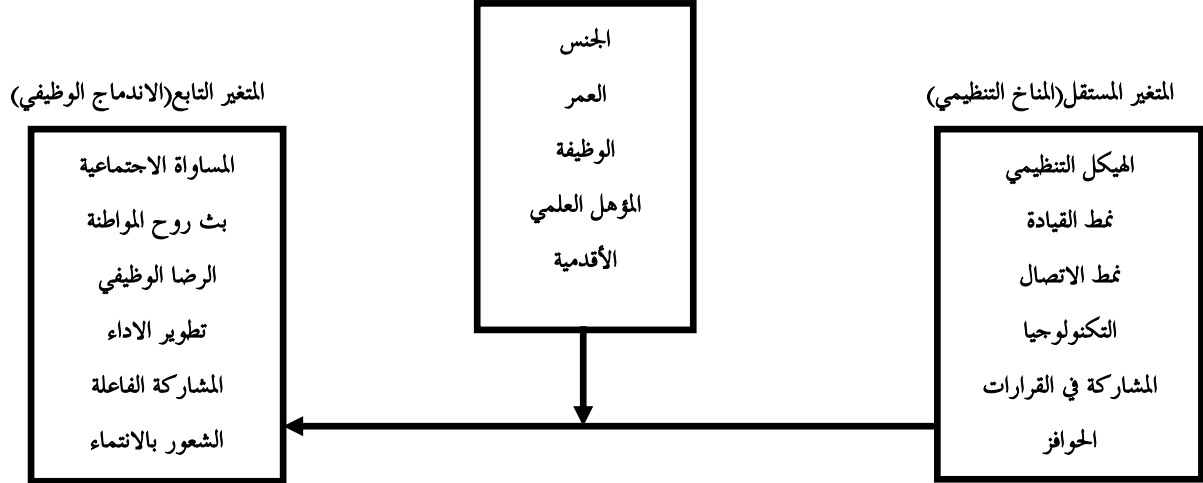 المتغير المستقل(المناخ التنظيمي)
الهيكل التنظيمي
نمط القيادة
نمط الاتصال
التكنولوجيا
المشاركة في القرارات
الحوافز
الجنس
العمر
الوظيفة
المؤهل العلمي
الأقدمية
المتغير التابع(الاندماج الوظيفي)
المساواة الاجتماعية
بث روح المواطنة
الرضا الوظيفي
تطوير الاداء
المشاركة الفاعلة
الشعور بالانتماء